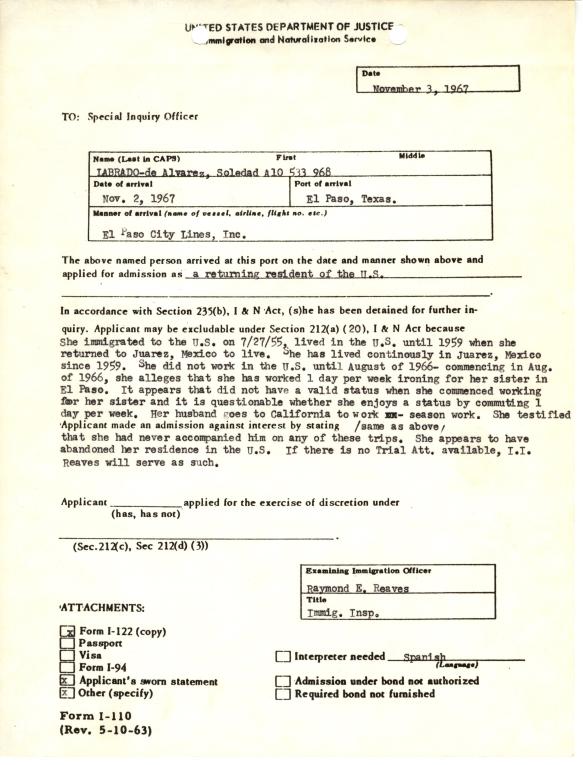 UNITED STATES DEPARTMENT OF JUSTICE
Immigration and Naturalization Service
Date
November 3, 1967
TO: Special Inquiry Officer
Name (Last in CAPS) First Middle
LABRADO-de Alvarez, Soledad A10 533 968
Date of arrival Port of arrival
Nov. 2, 1967 El Paso, Texas.
Manner of arrival (name of vessel, airline, flight no. etc.)
El Paso City Lines, Inc.
The above named person arrived at this port on the date and manner shown above and
applied for admission as a returning resident of the U.S.
In accordance with Section 235(b), I & N Act, (s)he has been detained for further in-
quiry. Applicant may be excludable under Section 212(a) (20), I & N Act because
She immigrated to the U.S. on 7/27/55, lived in the U.S. until 1959 when she
returned to Juarez, Mexico to live. She has lived continously in Juarez, Mexico
since 1959. She did not work in the U.S. until August of 1966- commencing in Aug.
of 1966, she alleges that she has worked 1 day per week ironing for her sister in
El Paso. It appears that did not have a valid status when she commenced working
for her sister and it is questionable whether she enjoys a status by commuting 1
day per week. Her husband goes to California to work xx- season work. She testified
Applicant made an admission against interest by stating /same as above/
that she had never accompanied him on any of these trips. She appears to have
abandoned her residence in the U.S. If there is no Trial Att. available, I.I.
Reaves will serve as such.
Applicant ________ applied for the exercise of discretion under
(has, has not)
(Sec.212(c), Sec 212(d) (3))
Examining Immigration Officer
Raymond E. Reaves
Title
Immig. Insp.
ATTACHMENTS:
x Form I-122 (copy)
Passport
Visa
Form I-94
x Applicant's sworn statement
x Other (specify)
Interpreter needed Spanish
(Language)
Admission under bond not authorized
Required bond not furnished
Form I-110
(Rev. 5-10-63)